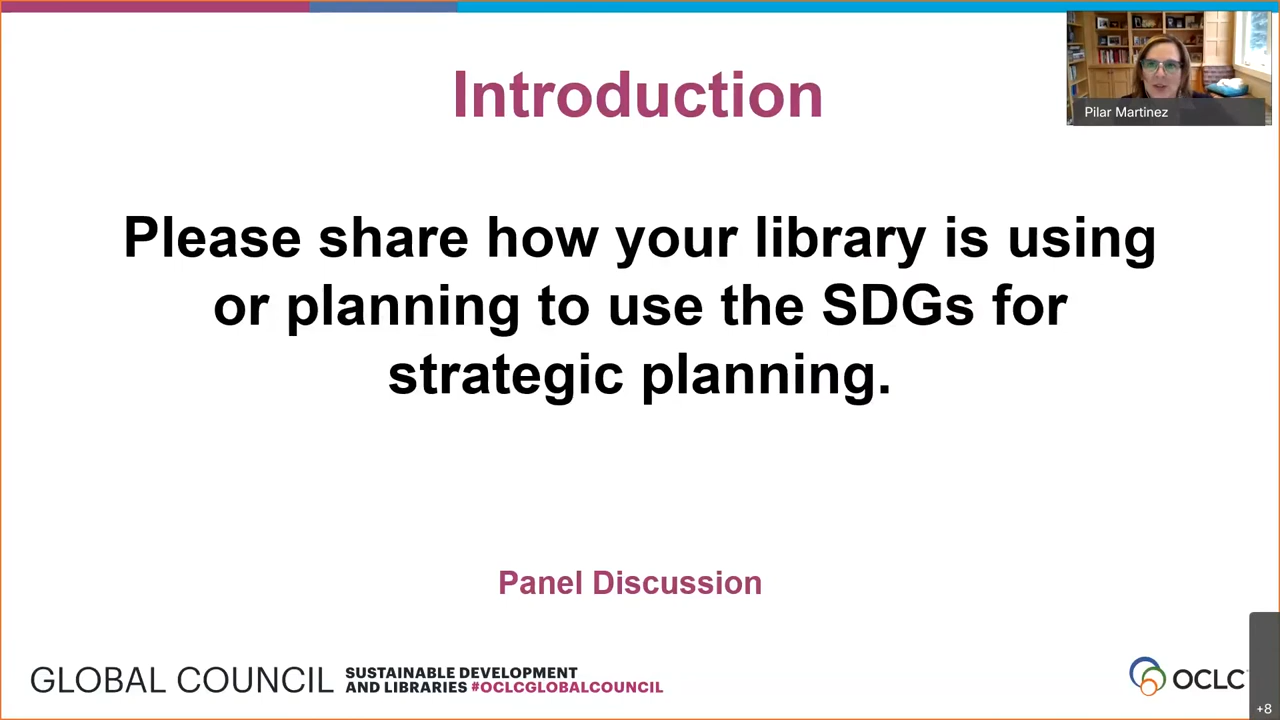 Introduction
Pilar Martinez
Please share how your library is using
or planning to use the SDGs for
strategic planning.
Panel Discussion
GLOBAL COUNCIL
SUSTAINABLE DEVELOPMENT
AND LIBRARIES #OCLCGLOBALCOUNCIL
OCLC
+8